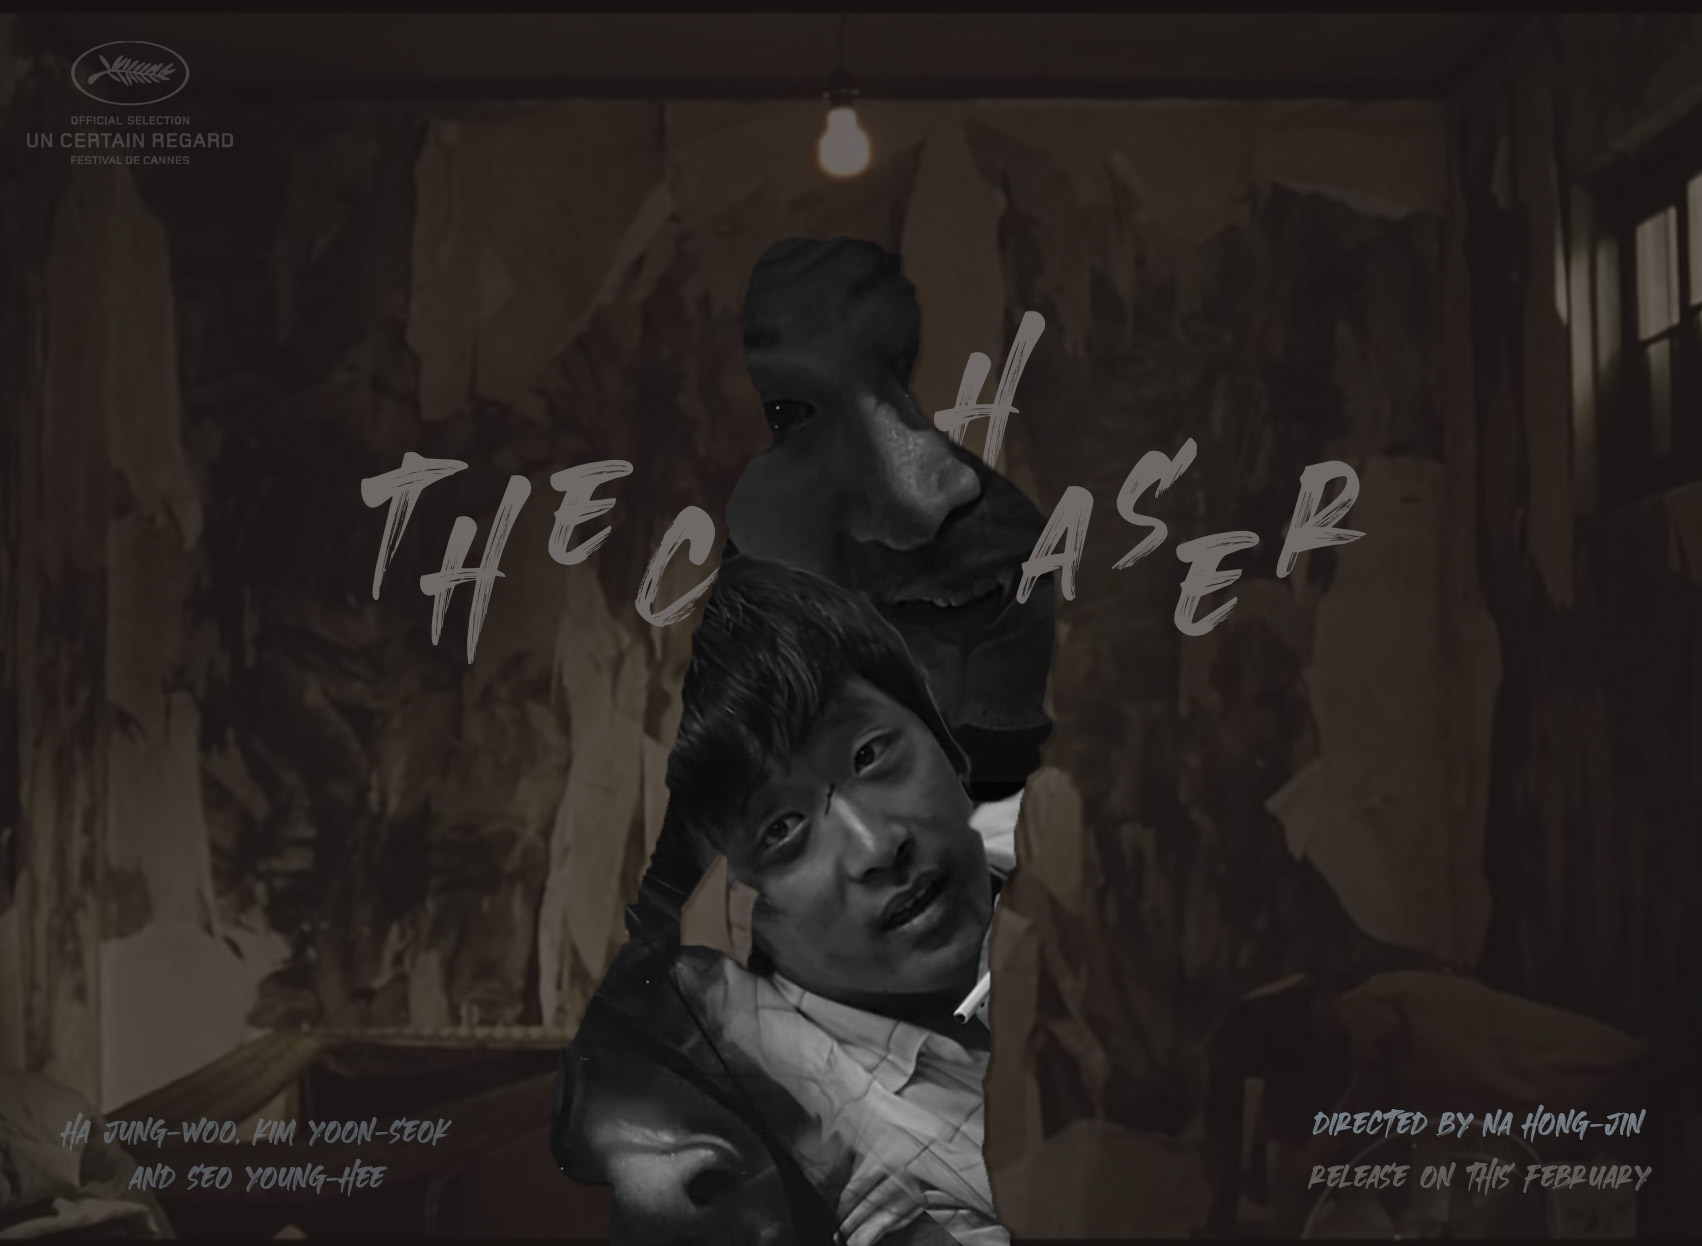 OFFICIAL SELECTION
UN CERTAIN REGARD
FESTIVAL DE CANNES
THE CHASER
HA JUNG-WOO, KIM YOON-SEOK
AND SEO YOUNG-HEE
DIRECTED BY NA HONG-JIN
RELEASE ON THIS FEBRUARY